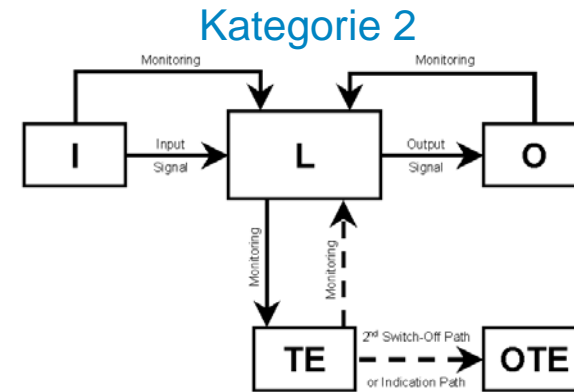 Kategorie 2
Monitoring
Monitoring
I
Input
Signal
L
Output
Signal
O
Monitoring
Monitoring
TE
2nd Switch-Off Path
or Indication Path
OTE